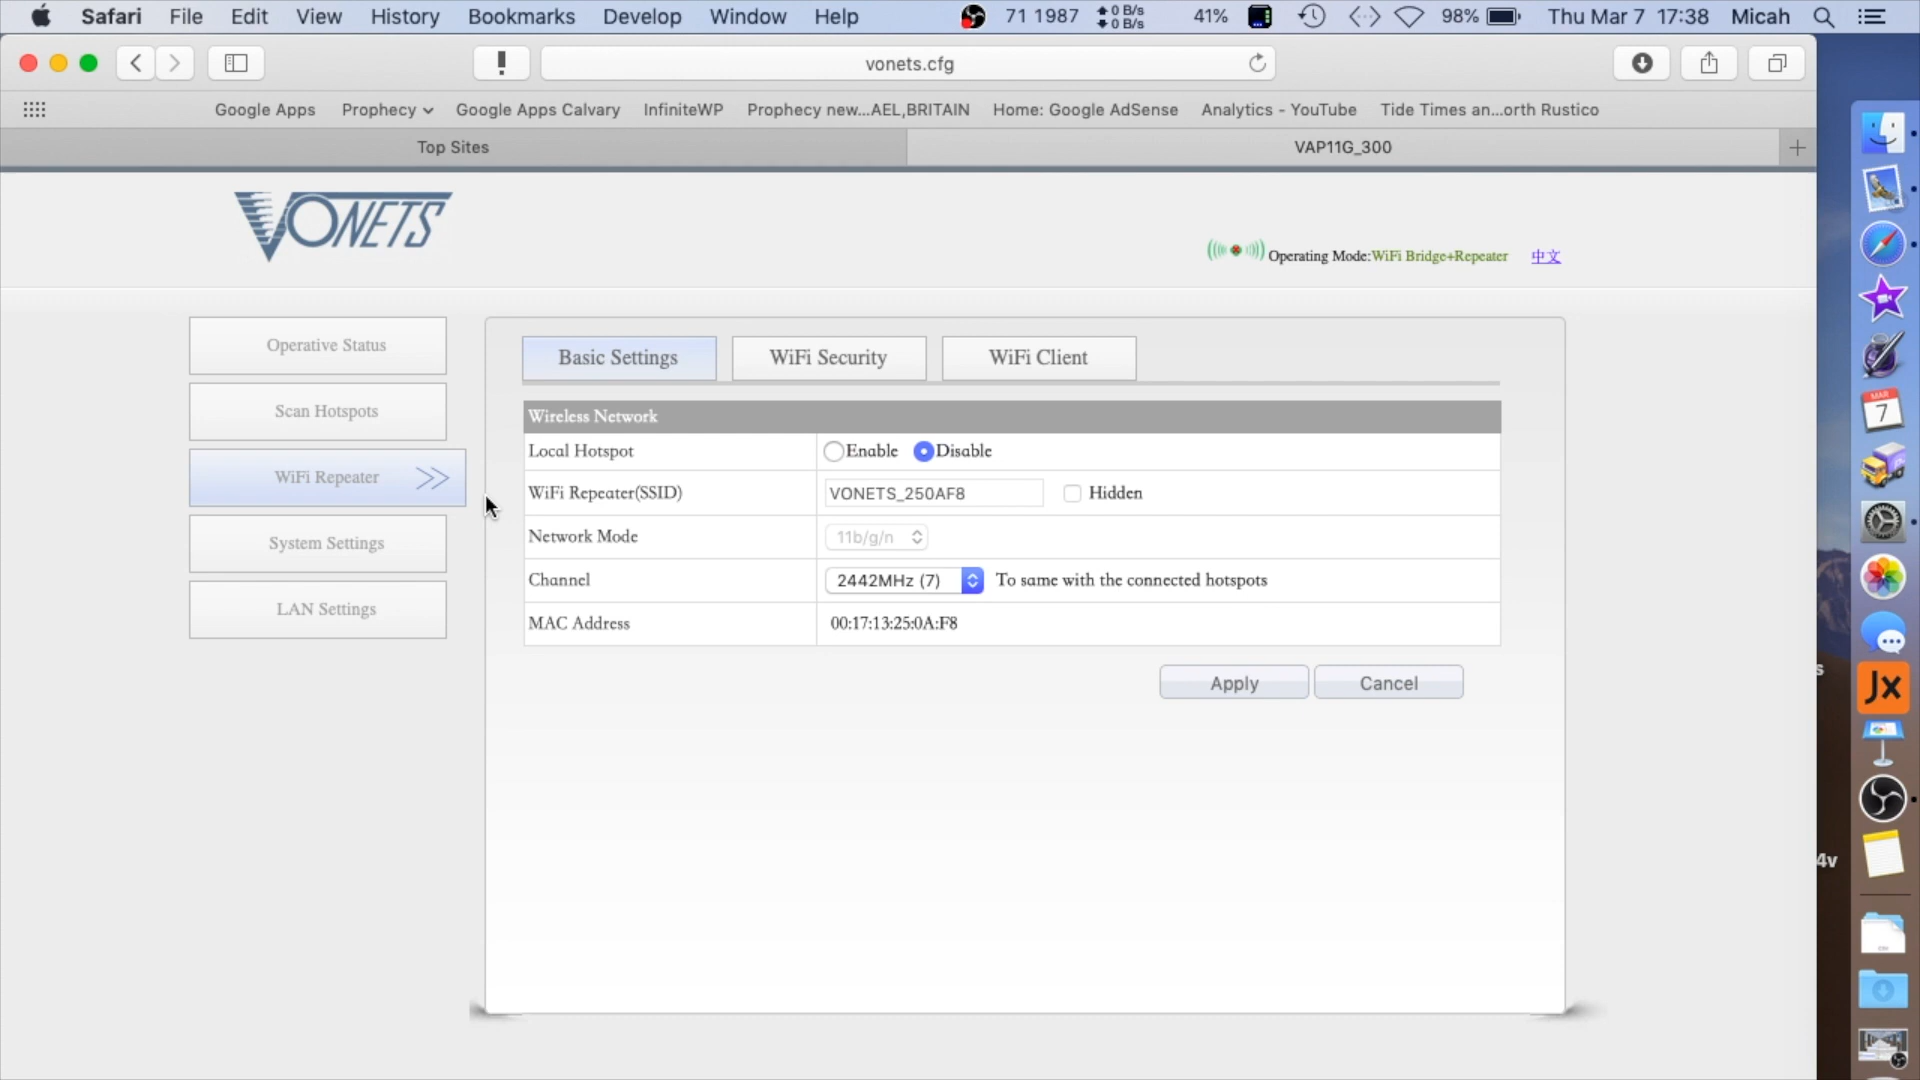 Safari File Edit View History Bookmarks Develop Window Help 71 1987 0 B/s 0 B/s 41% 98% Thu Mar 7 17:38 Micah
vonets.cfg
Google Apps Prophecy Google Apps Calvary InfiniteWP Prophecy new...AEL,BRITAIN Home: Google AdSense Analytics - YouTube Tide Times an...orth Rustico
Top Sites VAP11G_300
VONETS
Operating Mode:WiFi Bridge+Repeater 中文
Operative Status
Scan Hotspots
WiFi Repeater
System Settings
LAN Settings
Basic Settings WiFi Security WiFi Client
Wireless Network
Local Hotspot Enable Disable
WiFi Repeater(SSID) VONETS_250AF8 Hidden
Network Mode 11b/g/n
Channel 2442MHz (7) To same with the connected hotspots
MAC Address 00:17:13:25:0A:F8
Apply Cancel
MAR
7
Jx
s
4v